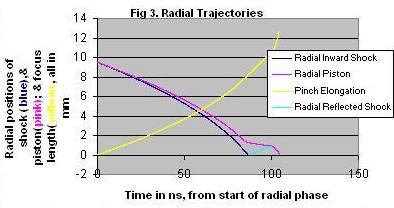 Fig 3. Radial Trajectories
Radial positions of
shock (blue),&
piston(pink); & focus
length(yellow), all in
mm
14
12
10
8
6
4
2
0
-2
0
50
100
150
Radial Inward Shock
Radial Piston
Pinch Elongation
Radial Reflected Shock
Time in ns, from start of radial phase